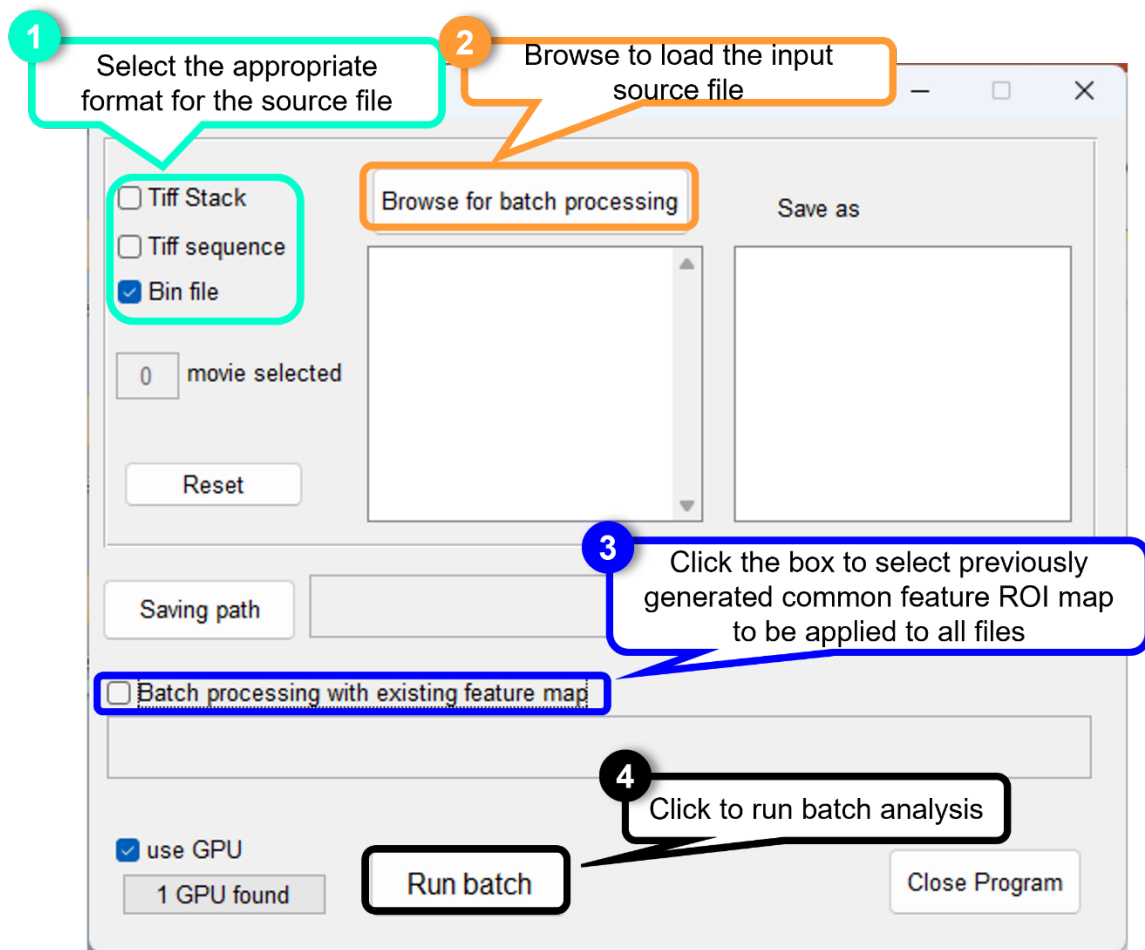 1
Select the appropriate
format for the source file
2
Browse to load the input
source file
Tiff Stack
Tiff sequence
Bin file
Browse for batch processing
Save as
0 movie selected
Reset
3
Click the box to select previously
generated common feature ROI map
to be applied to all files
Saving path
Batch processing with existing feature map
4
Click to run batch analysis
use GPU
1 GPU found
Run batch
Close Program